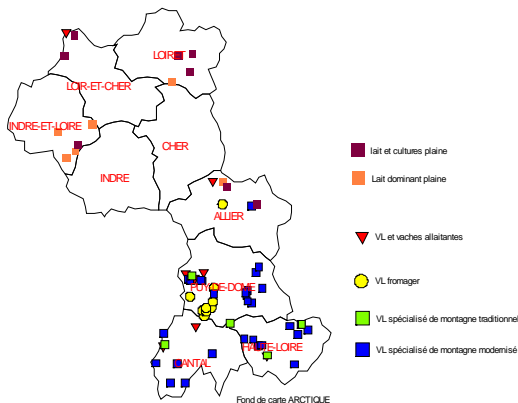 LOIRET
LOIR-ET-CHER
INDRE-ET-LOIRE
CHER
INDRE
ALLIER
PUY-DE-DOME
CANTAL
HAUTE-LOIRE
lait et cultures plaine
Lait dominant plaine
VL et vaches allaitantes
VL fromager
VL spécialisé de montagne traditionnel
VL spécialisé de montagne modernisé
Fond de carte ARCTIQUE